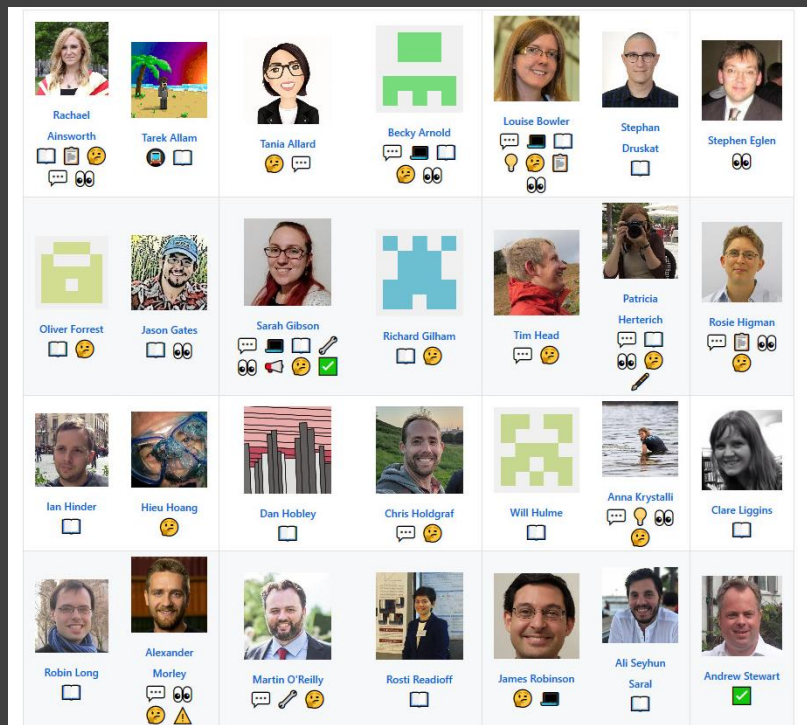 Rachael
Ainsworth
Tarek Allam
Tania Allard
Becky Arnold
Louise Bowler
Stephan
Druskat
Stephen Eglen
Oliver Forrest
Jason Gates
Sarah Gibson
Richard Gilham
Tim Head
Patricia
Herterich
Rosie Higman
Ian Hinder
Hieu Hoang
Dan Hobley
Chris Holdgraf
Will Hulme
Anna Krystalli
Clare Liggins
Robin Long
Alexander
Morley
Martin O'Reilly
Rosti Readioff
James Robinson
Ali Seyhun
Saral
Andrew Stewart